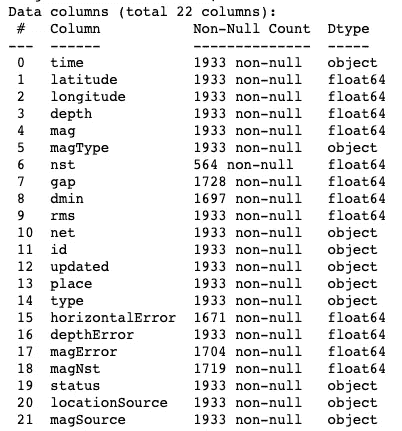 Data columns (total 22 columns):
 #   Column           Non-Null Count  Dtype
---  ------           --------------  -----
 0   time             1933 non-null   object
 1   latitude         1933 non-null   float64
 2   longitude        1933 non-null   float64
 3   depth            1933 non-null   float64
 4   mag              1933 non-null   float64
 5   magType          1933 non-null   object
 6   nst              564 non-null    float64
 7   gap              1728 non-null   float64
 8   dmin             1697 non-null   float64
 9   rms              1933 non-null   float64
 10  net              1933 non-null   object
 11  id               1933 non-null   object
 12  updated          1933 non-null   object
 13  place            1933 non-null   object
 14  type             1933 non-null   object
 15  horizontalError  1671 non-null   float64
 16  depthError       1933 non-null   float64
 17  magError         1704 non-null   float64
 18  magNst           1719 non-null   float64
 19  status           1933 non-null   object
 20  locationSource   1933 non-null   object
 21  magSource        1933 non-null   object